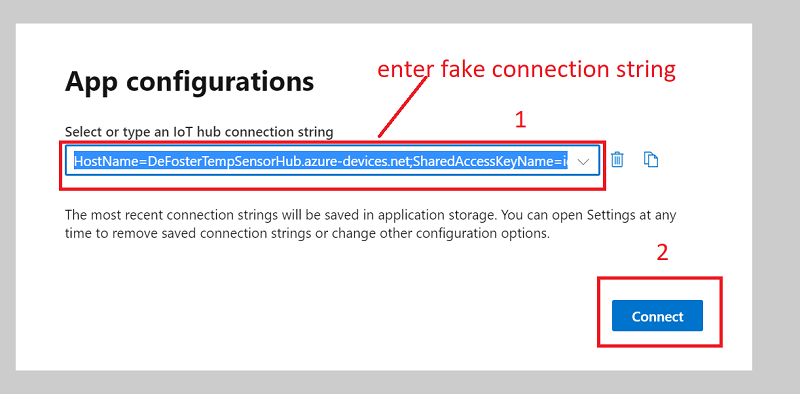 App configurations
enter fake connection string
Select or type an IoT hub connection string
1
HostName=DeFosterTempSensorHub.azure-devices.net;SharedAccessKeyName=i
The most recent connection strings will be saved in application storage. You can open Settings at any
time to remove saved connection strings or change other configuration options.
2
Connect